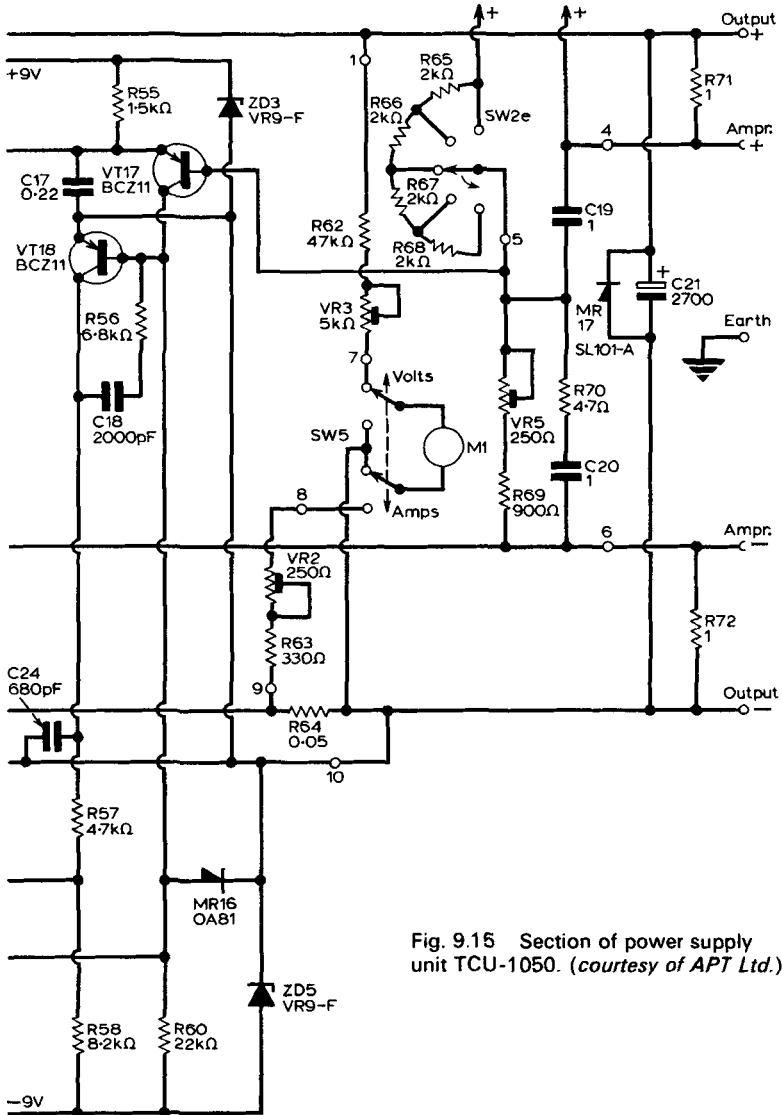 +
+
Output
+
+9V
R55
1·5kΩ
ZD3
VR9-F
1
R65
2kΩ
R66
2kΩ
SW2e
R71
1
4
Ampr.
+
C17
0·22
VT17
BCZ11
R67
2kΩ
R62
47kΩ
5
C19
1
VT18
BCZ11
R68
2kΩ
+
C21
2700
MR
17
SL101-A
Earth
R56
6·8kΩ
VR3
5kΩ
7
Volts
R70
4·7Ω
C18
2000pF
SW5
M1
VR5
250Ω
C20
1
8
Amps
R69
900Ω
6
Ampr.
−
VR2
250Ω
R63
330Ω
R72
1
C24
680pF
9
R64
0·05
Output
−
10
R57
4·7kΩ
MR16
OA81
Fig. 9.15 Section of power supply
unit TCU-1050. (courtesy of APT Ltd.)
ZD5
VR9-F
R58
8·2kΩ
R60
22kΩ
−9V